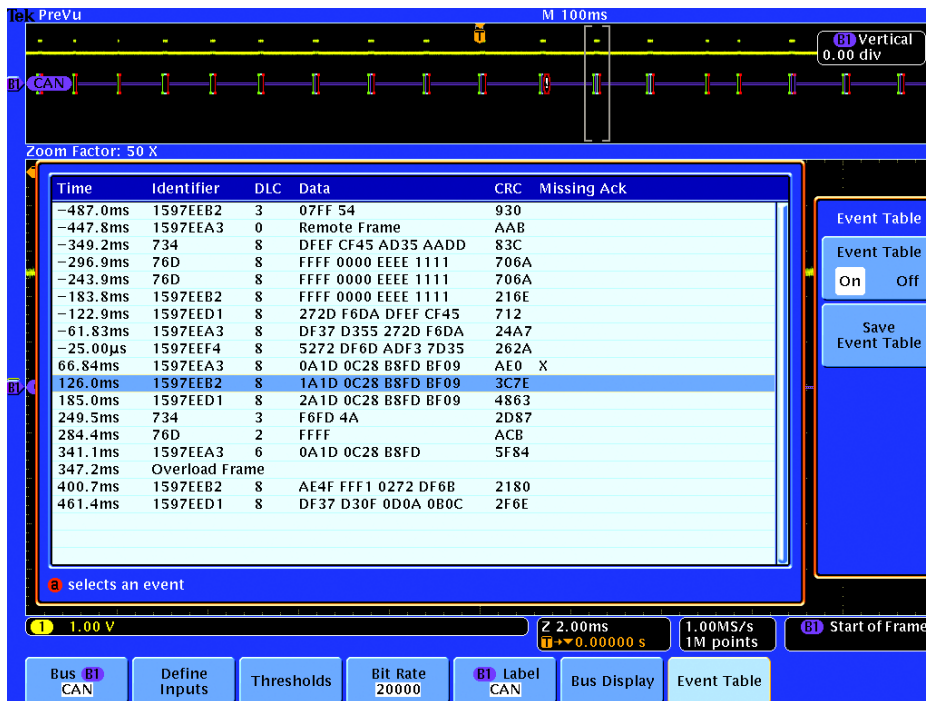 Tek PreVu M 100ms
T
B1 Vertical
0.00 div
B1 CAN
!
Zoom Factor: 50 X
Time Identifier DLC Data CRC Missing Ack
−487.0ms 1597EEB2 3 07FF 54 930
−447.8ms 1597EEA3 0 Remote Frame AAB
−349.2ms 734 8 DFEF CF45 AD35 AADD 83C
−296.9ms 76D 8 FFFF 0000 EEEE 1111 706A
−243.9ms 76D 8 FFFF 0000 EEEE 1111 706A
−183.8ms 1597EEB2 8 FFFF 0000 EEEE 1111 216E
−122.9ms 1597EED1 8 272D F6DA DFEF CF45 712
−61.83ms 1597EEA3 8 DF37 D355 272D F6DA 24A7
−25.00µs 1597EEF4 8 5272 DF6D ADF3 7D35 262A
66.84ms 1597EEA3 8 0A1D 0C28 B8FD BF09 AE0 X
126.0ms 1597EEB2 8 1A1D 0C28 B8FD BF09 3C7E
185.0ms 1597EED1 8 2A1D 0C28 B8FD BF09 4863
249.5ms 734 3 F6FD 4A 2D87
284.4ms 76D 2 FFFF ACB
341.1ms 1597EEA3 6 0A1D 0C28 B8FD 5F84
347.2ms Overload Frame
400.7ms 1597EEB2 8 AE4F FFF1 0272 DF6B 2180
461.4ms 1597EED1 8 DF37 D30F 0D0A 0B0C 2F6E
a selects an event
B1
Event Table
Event Table
On Off
Save
Event Table
1 1.00 V
Z 2.00ms
T→▼0.00000 s
1.00MS/s
1M points
B1 Start of Frame
Bus B1
CAN
Define
Inputs
Thresholds
Bit Rate
20000
B1 Label
CAN
Bus Display
Event Table